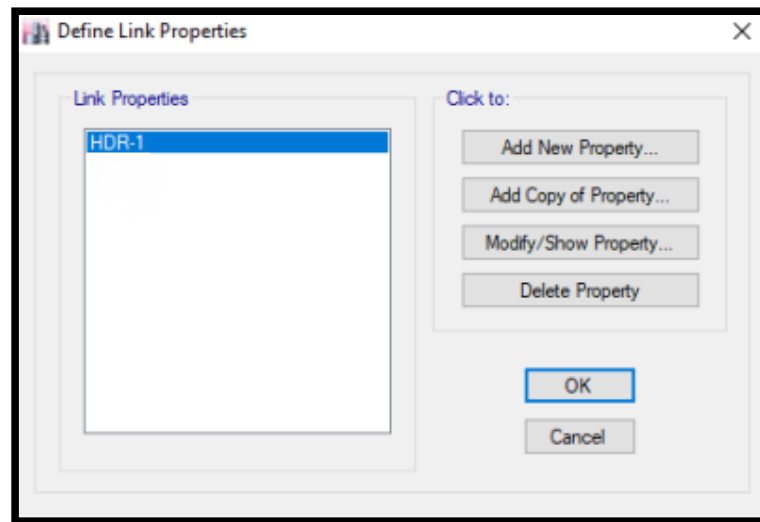 Define Link Properties
Link Properties
HDR-1
Click to:
Add New Property...
Add Copy of Property...
Modify/Show Property...
Delete Property
OK
Cancel